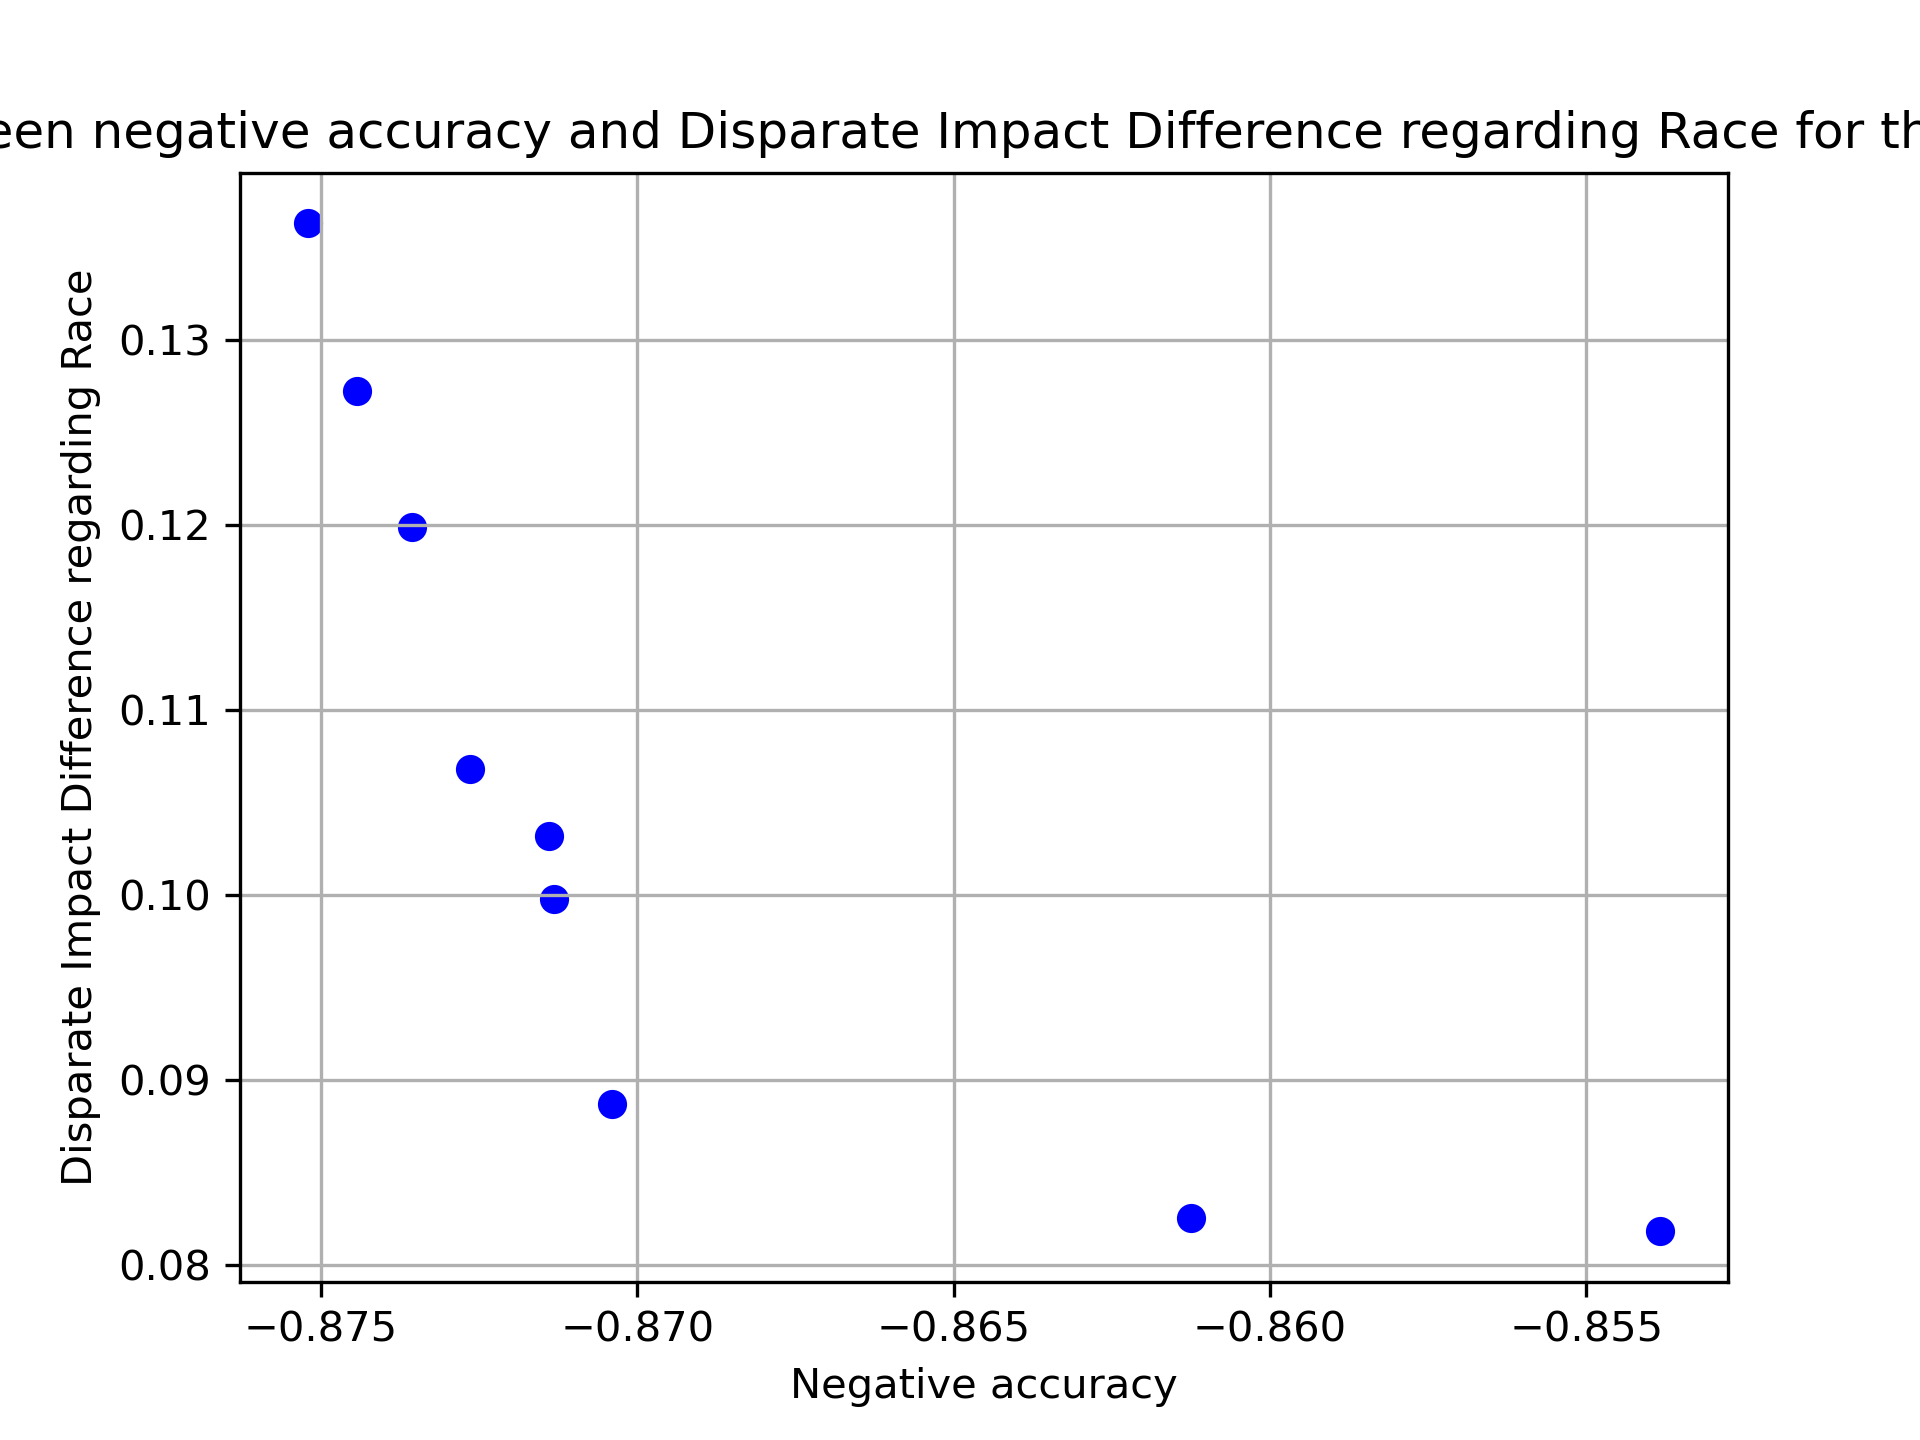 negative accuracy and Disparate Impact Difference regarding Race for
Disparate Impact Difference regarding Race
0.13
0.12
0.11
0.10
0.09
0.08
−0.875 −0.870 −0.865 −0.860 −0.855
Negative accuracy